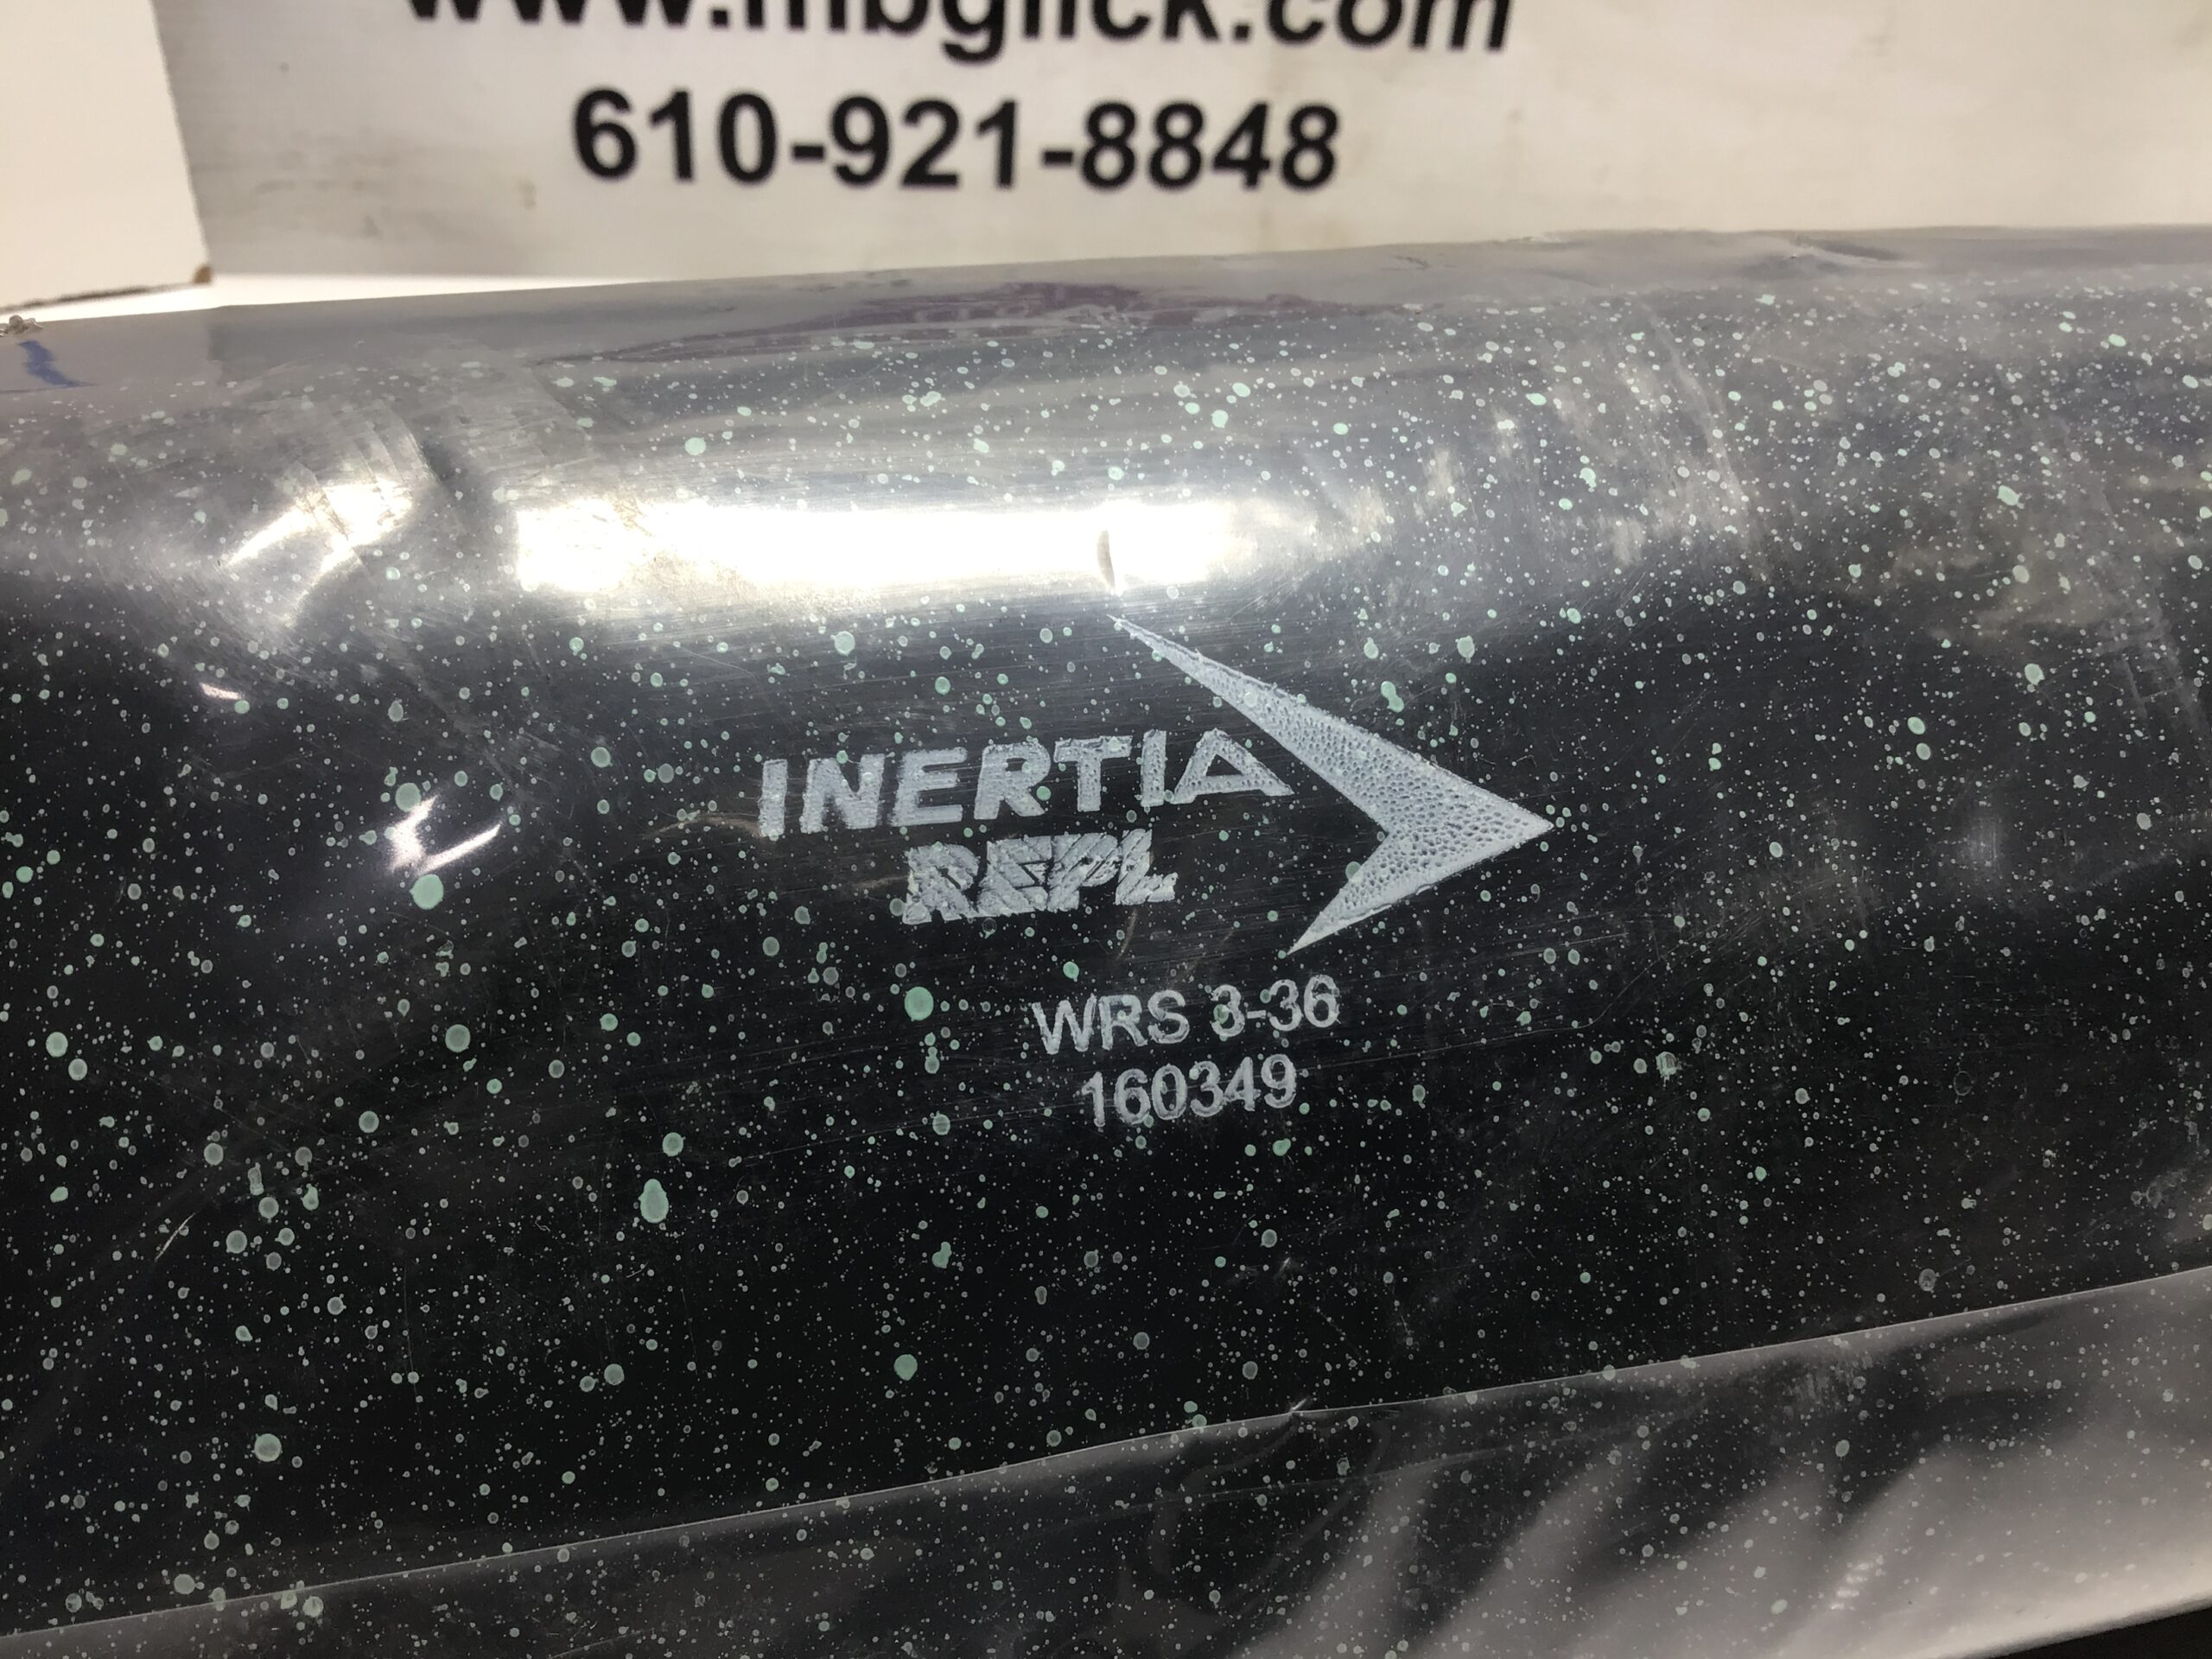 www.mbglick.com
610-921-8848
INERTIA
REPL
WRS 3-36
160349